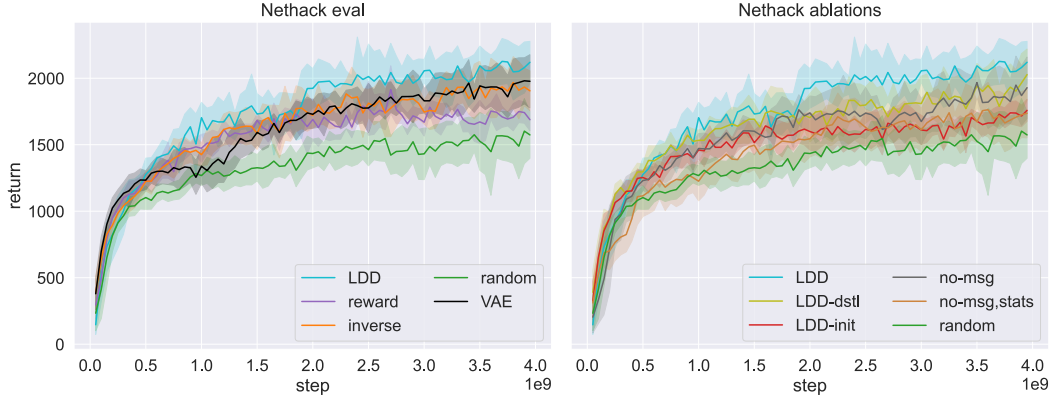 Nethack eval
return
2000
1500
1000
500
0
LDD
reward
inverse
random
VAE
0.0 0.5 1.0 1.5 2.0 2.5 3.0 3.5 4.0
step
1e9
Nethack ablations
LDD
LDD-dstl
LDD-init
no-msg
no-msg,stats
random
0.0 0.5 1.0 1.5 2.0 2.5 3.0 3.5 4.0
step
1e9